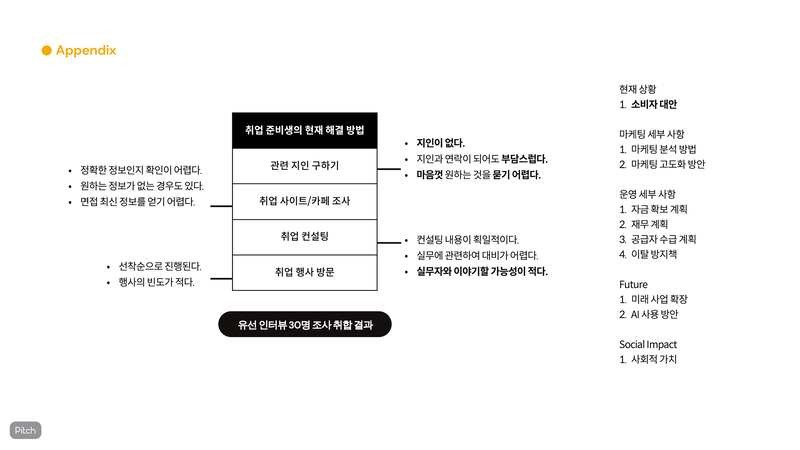 Appendix
취업 준비생의 현재 해결 방법
관련 지인 구하기
취업 사이트/카페 조사
취업 컨설팅
취업 행사 방문
• 정확한 정보인지 확인이 어렵다.
• 원하는 정보가 없는 경우도 있다.
• 면접 최신 정보를 얻기 어렵다.
• 선착순으로 진행된다.
• 행사의 빈도가 적다.
• 지인이 없다.
• 지인과 연락이 되어도 부담스럽다.
• 마음껏 원하는 것을 묻기 어렵다.
• 컨설팅 내용이 획일적이다.
• 실무에 관련하여 대비가 어렵다.
• 실무자와 이야기할 가능성이 적다.
유선 인터뷰 30명 조사 취합 결과
현재 상황
1. 소비자 대안
마케팅 세부 사항
1. 마케팅 분석 방법
2. 마케팅 고도화 방안
운영 세부 사항
1. 자금 확보 계획
2. 재무 계획
3. 공급자 수급 계획
4. 이탈 방지책
Future
1. 미래 사업 확장
2. AI 사용 방안
Social Impact
1. 사회적 가치
Pitch